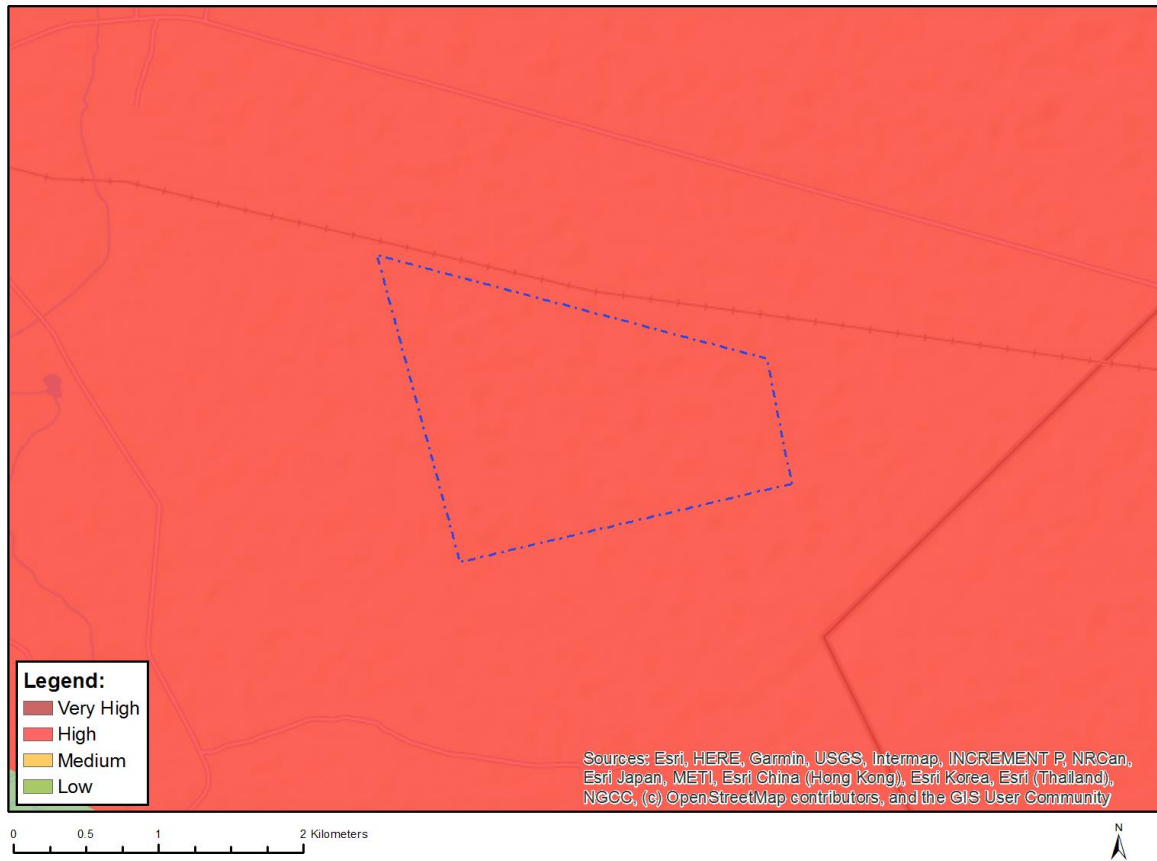 Legend:
Very High
High
Medium
Low
Sources: Esri, HERE, Garmin, USGS, Intermap, INCREMENT P, NRCan,
Esri Japan, METI, Esri China (Hong Kong), Esri Korea, Esri (Thailand),
NGCC, (c) OpenStreetMap contributors, and the GIS User Community
0 0.5 1 2 Kilometers
N